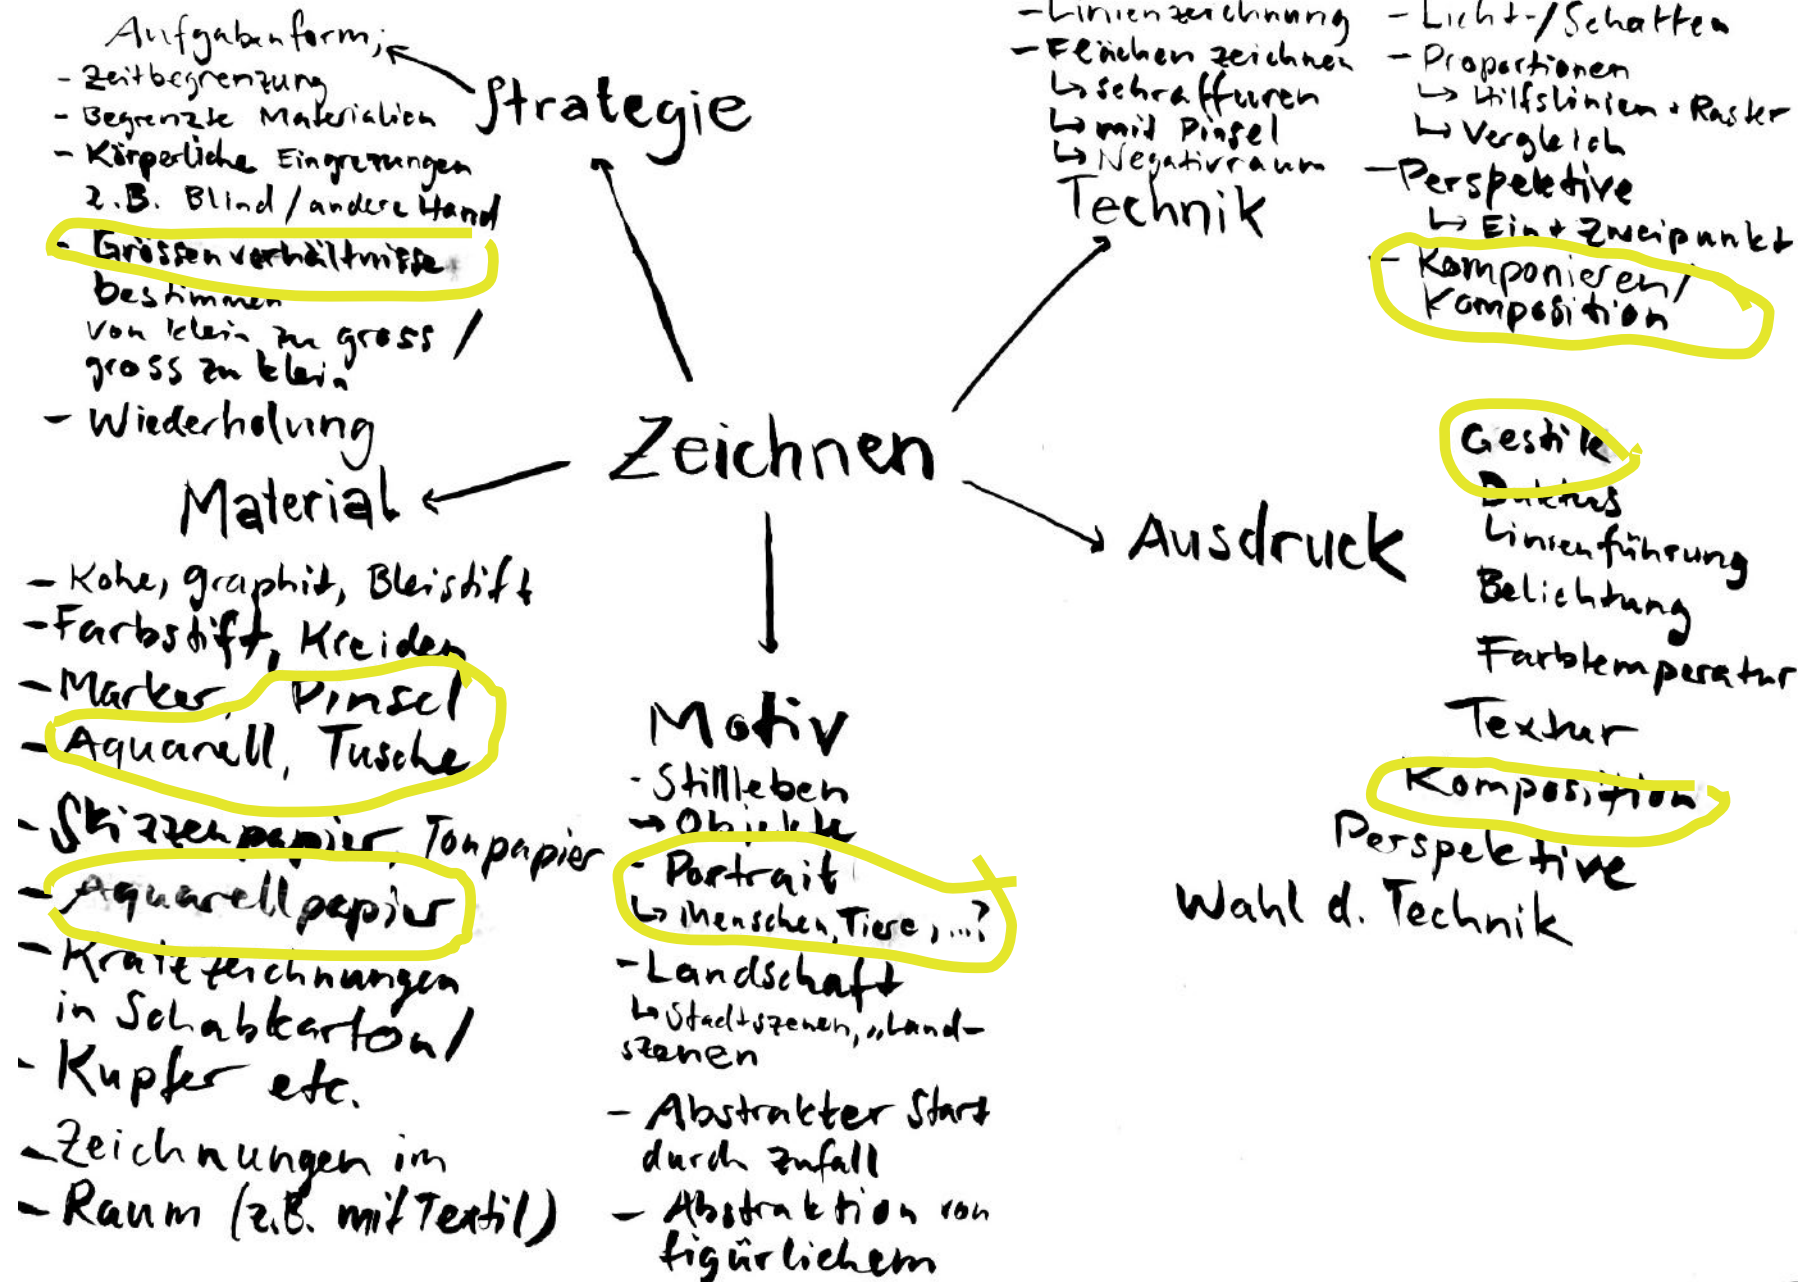 Aufgabenform;
Strategie
- Zeitbegrenzung
- Begrenzte Materialien
- Körperliche Eingrenzungen
z.B. Blind / andere Hand
- Grössenverhältnisse
bestimmen
von klein zu gross /
gross zu klein
- Wiederholung
- Linienzeichnung
- Flächen zeichnen
↳ schraffuren
↳ mit Pinsel
↳ Negativraum
Technik
- Licht-/Schatten
- Proportionen
↳ Hilfslinien + Raster
↳ Vergleich
- Perspektive
↳ Ein + Zweipunkt
- Komponieren/
Komposition
Zeichnen
Material
- Kohe, graphit, Bleistift
- Farbstift, Kreiden
- Marker, Pinsel
- Aquarell, Tusche
- Skizzenpapier, Tonpapier
- Aquarellpapier
- Kratzzeichnungen
in Schabkarton/
- Kupfer etc.
- Zeichnungen im
- Raum (z.B. mit Textil)
Motiv
- Stillleben
→ Objekte
- Portrait
↳ Menschen, Tiere, ...?
- Landschaft
↳ Stadtszenen, „Land-
szenen
- Abstrakter Start
durch Zufall
- Abstraktion von
figürlichem
Ausdruck
Gestik
Duktus
Linienführung
Belichtung
Farbtemperatur
Textur
Komposition
Perspektive
Wahl d. Technik